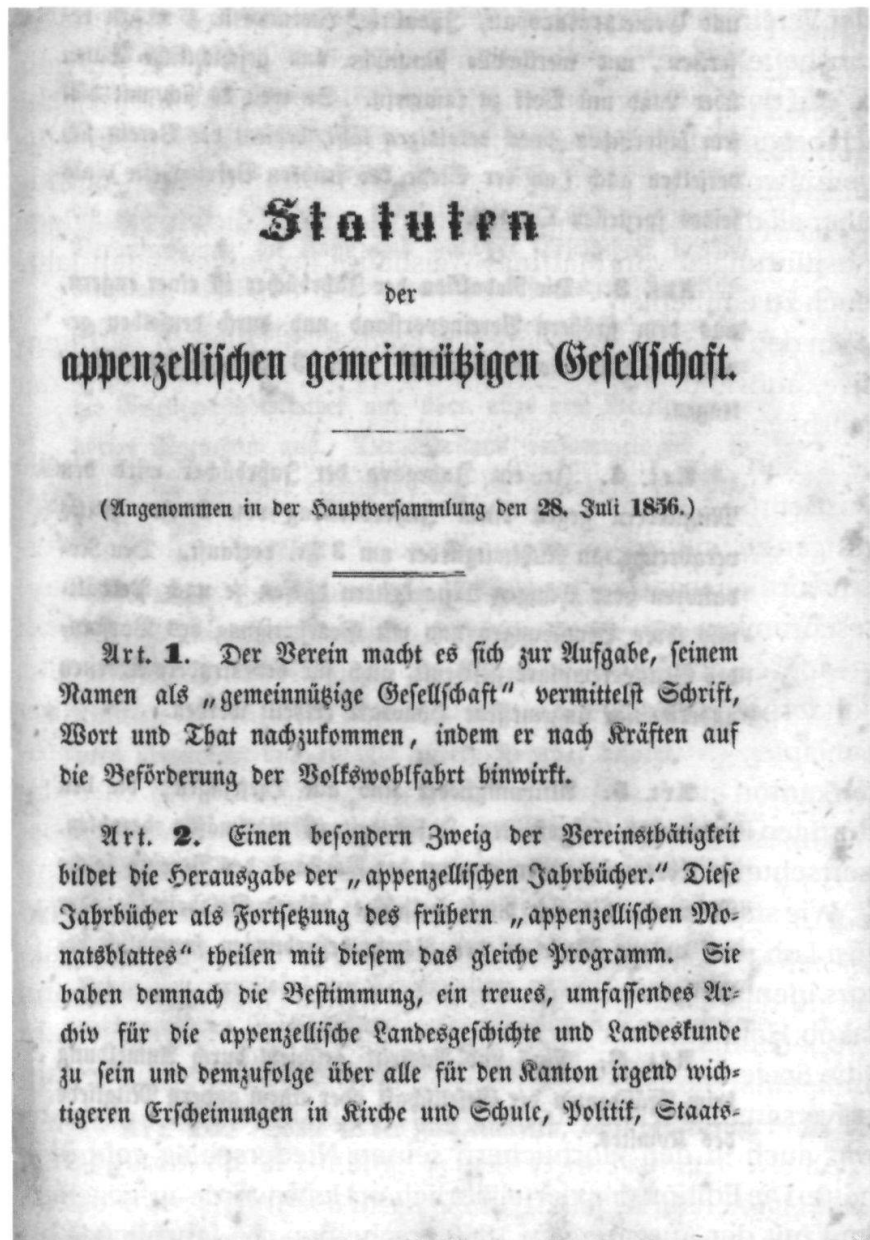 Statuten
der
appenzellischen gemeinnützigen Gesellschaft.
(Angenommen in der Hauptversammlung den 28. Juli 1856.)
Art. 1. Der Verein macht es sich zur Aufgabe, seinem
Namen als „gemeinnützige Gesellschaft“ vermittelst Schrift,
Wort und That nachzukommen, indem er nach Kräften auf
die Beförderung der Volkswohlfahrt hinwirkt.
Art. 2. Einen besondern Zweig der Vereinsthätigkeit
bildet die Herausgabe der „appenzellischen Jahrbücher.“ Diese
Jahrbücher als Fortsetzung des frühern „appenzellischen Mo-
natsblattes“ theilen mit diesem das gleiche Programm. Sie
haben demnach die Bestimmung, ein treues, umfassendes Ar-
chiv für die appenzellische Landesgeschichte und Landeskunde
zu sein und demzufolge über alle für den Kanton irgend wich-
tigeren Erscheinungen in Kirche und Schule, Politik, Staats-